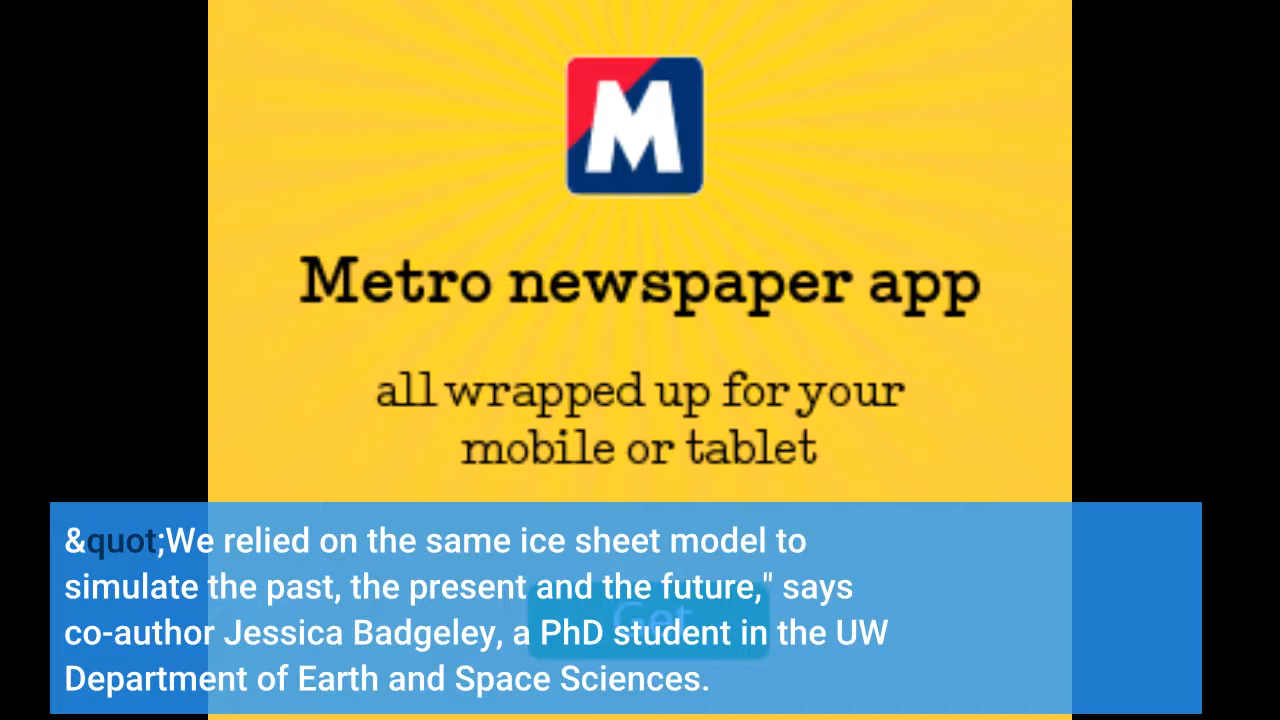 M
Metro newspaper app
all wrapped up for your
mobile or tablet
Get
&quot;We relied on the same ice sheet model to
simulate the past, the present and the future," says
co-author Jessica Badgeley, a PhD student in the UW
Department of Earth and Space Sciences.